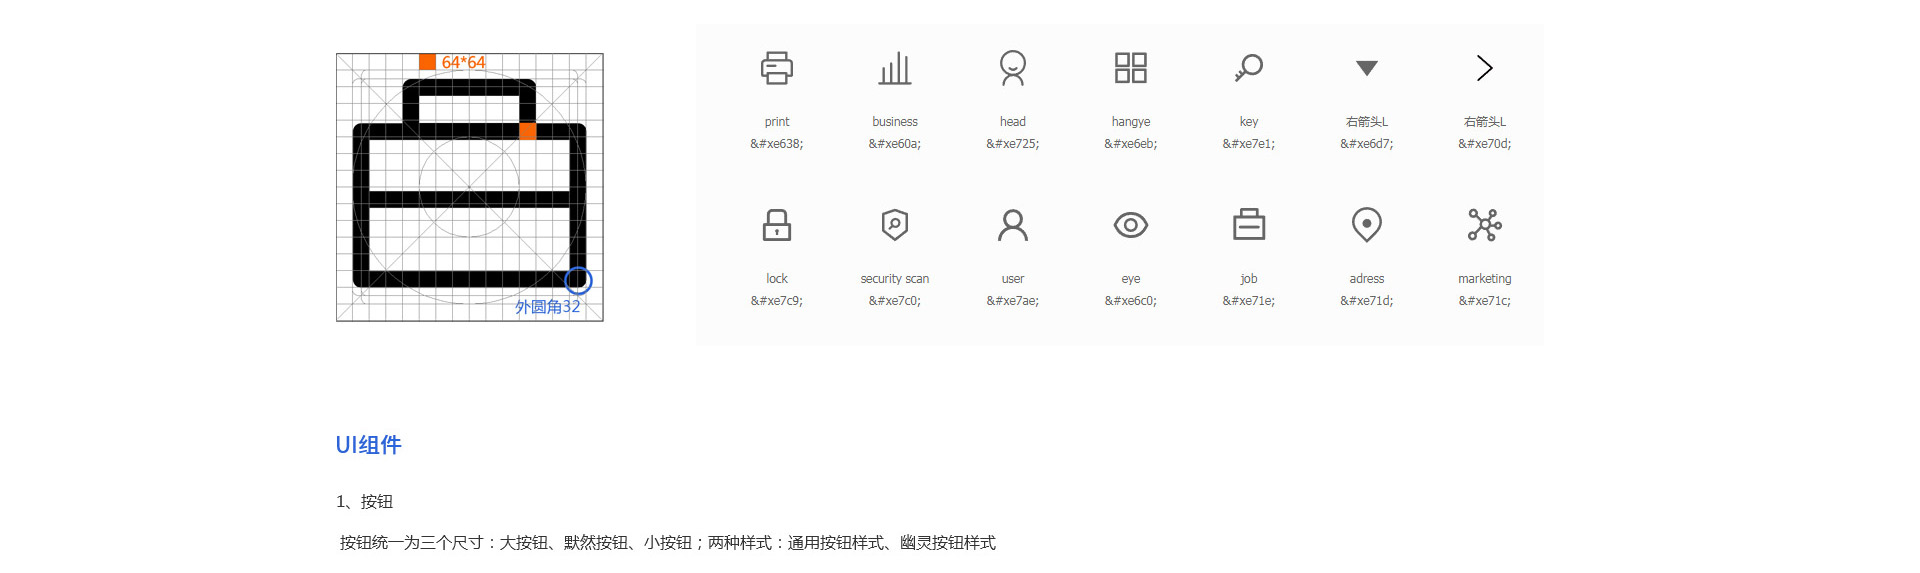 64*64
外圆角32
print business head hangye key 右箭头L 右箭头L
&#xe638; &#xe60a; &#xe725; &#xe6eb; &#xe7e1; &#xe6d7; &#xe70d;
lock security scan user eye job adress marketing
&#xe7c9; &#xe7c0; &#xe7ae; &#xe6c0; &#xe71e; &#xe71d; &#xe71c;
UI组件
1、按钮
按钮统一为三个尺寸：大按钮、默然按钮、小按钮；两种样式：通用按钮样式、幽灵按钮样式